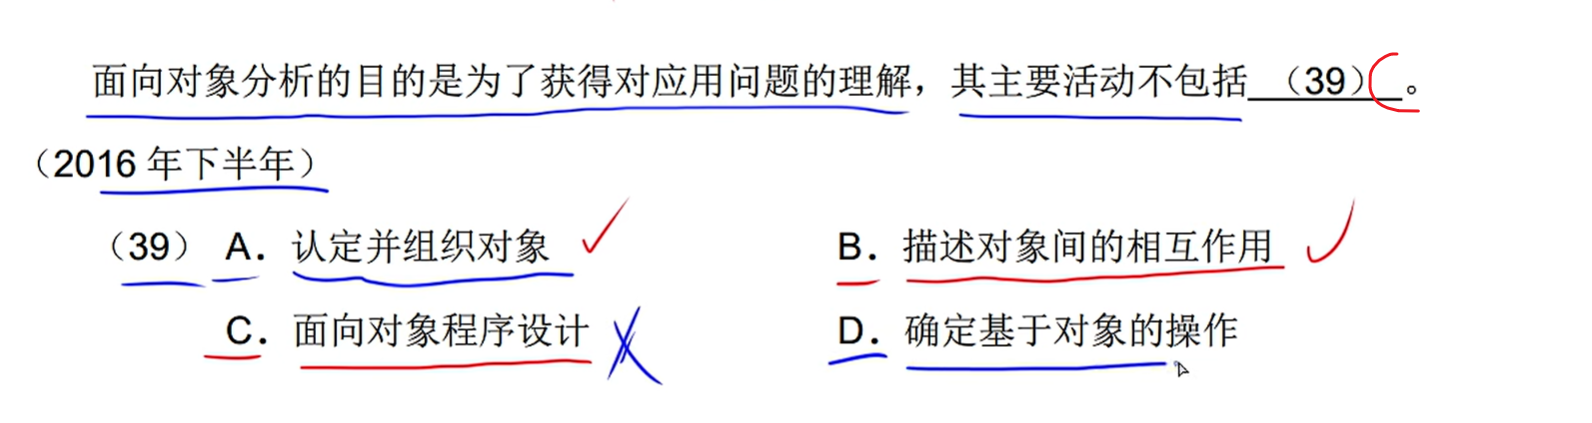 面向对象分析的目的是为了获得对应用问题的理解，其主要活动不包括 （39） C 。
（2016 年下半年）
（39） A．认定并组织对象 B．描述对象间的相互作用
C．面向对象程序设计 D．确定基于对象的操作